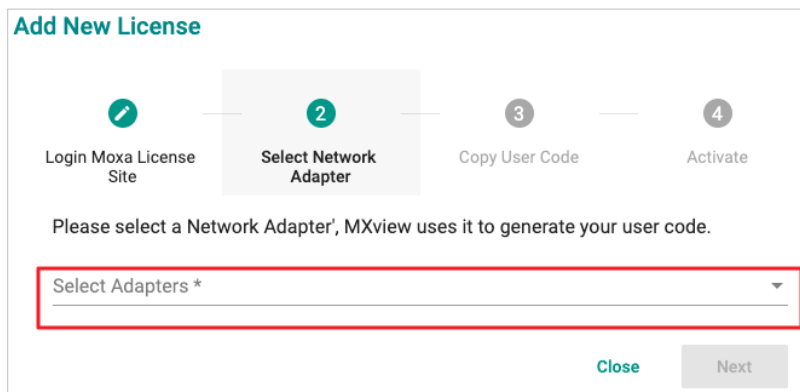 Add New License
2
3
4
Login Moxa License
Site
Select Network
Adapter
Copy User Code
Activate
Please select a Network Adapter', MXview uses it to generate your user code.
Select Adapters *
Close
Next